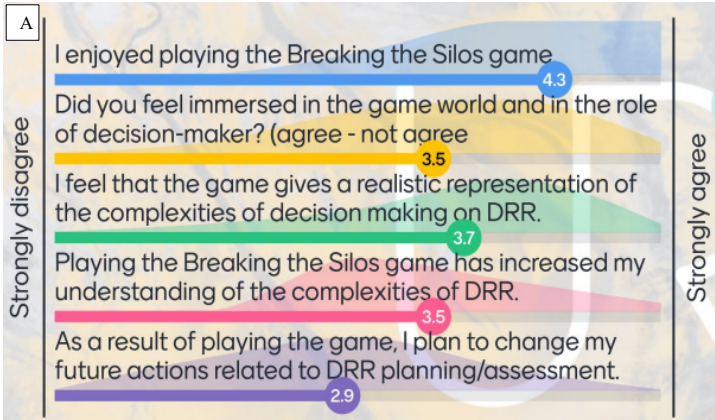 A
I enjoyed playing the Breaking the Silos game
4.3
Did you feel immersed in the game world and in the role
of decision-maker? (agree - not agree
3.5
I feel that the game gives a realistic representation of
the complexities of decision making on DRR.
3.7
Playing the Breaking the Silos game has increased my
understanding of the complexities of DRR.
3.5
As a result of playing the game, I plan to change my
future actions related to DRR planning/assessment.
2.9
Strongly disagree
Strongly agree